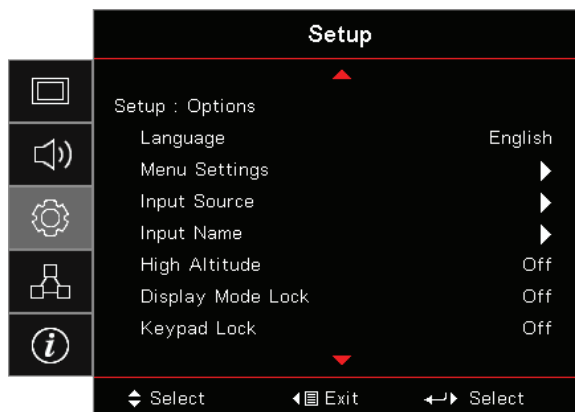 Setup
Setup : Options
Language English
Menu Settings
Input Source
Input Name
High Altitude Off
Display Mode Lock Off
Keypad Lock Off
Select Exit Select